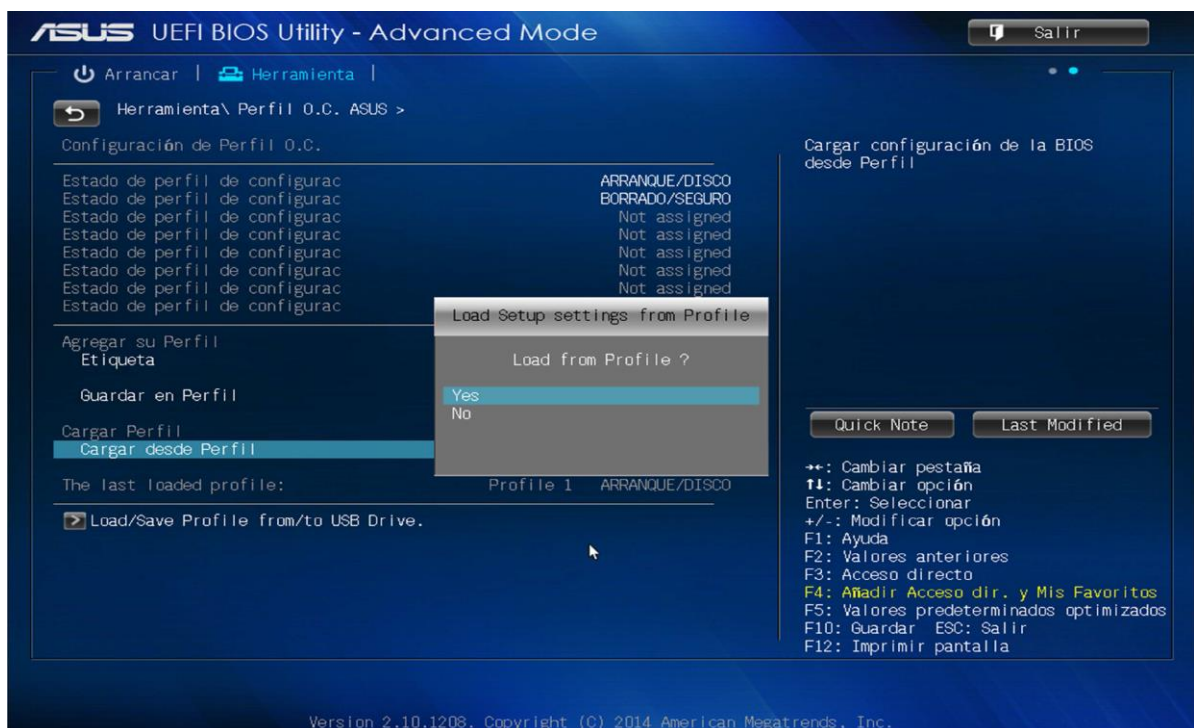 ASUS UEFI BIOS Utility - Advanced Mode
Salir
Arrancar | Herramienta |
Herramienta\ Perfil O.C. ASUS >
Configuración de Perfil O.C.
Estado de perfil de configurac ARRANQUE/DISCO
Estado de perfil de configurac BORRADO/SEGURO
Estado de perfil de configurac Not assigned
Estado de perfil de configurac Not assigned
Estado de perfil de configurac Not assigned
Estado de perfil de configurac Not assigned
Estado de perfil de configurac Not assigned
Estado de perfil de configurac
Agregar su Perfil
Etiqueta
Guardar en Perfil
Cargar Perfil
Cargar desde Perfil
The last loaded profile: Profile 1 ARRANQUE/DISCO
Load/Save Profile from/to USB Drive.
Load Setup settings from Profile
Load from Profile ?
Yes
No
Cargar configuración de la BIOS
desde Perfil
Quick Note
Last Modified
→←: Cambiar pestaña
↑↓: Cambiar opción
Enter: Seleccionar
+/-: Modificar opción
F1: Ayuda
F2: Valores anteriores
F3: Acceso directo
F4: Añadir Acceso dir. y Mis Favoritos
F5: Valores predeterminados optimizados
F10: Guardar ESC: Salir
F12: Imprimir pantalla
Version 2.10.1208. Copyright (C) 2014 American Megatrends, Inc.